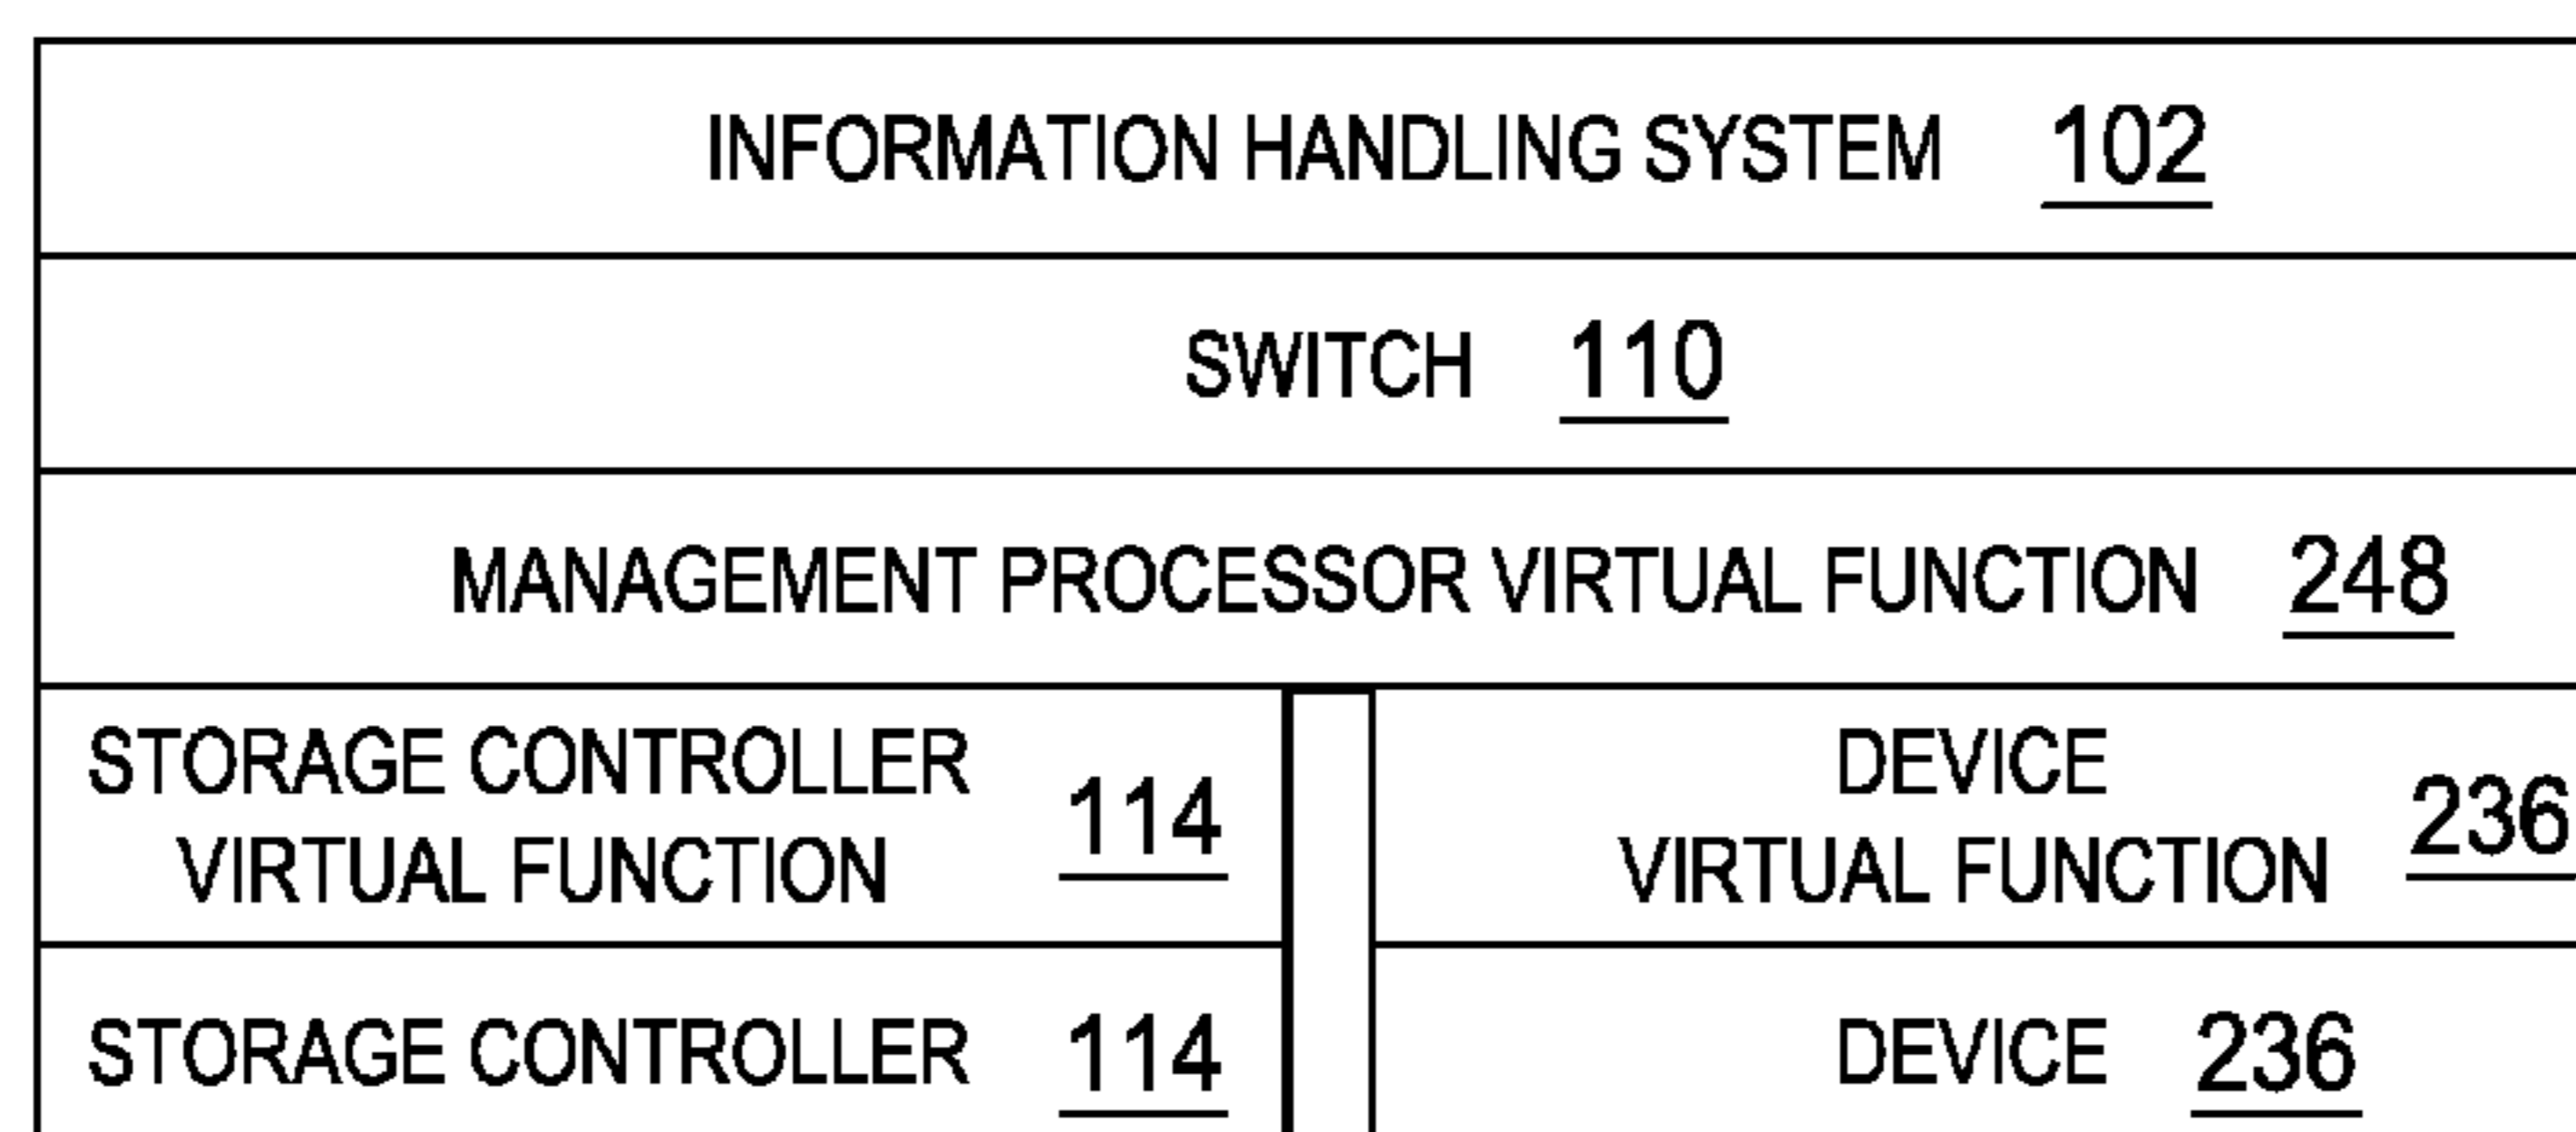 INFORMATION HANDLING SYSTEM 102
SWITCH 110
MANAGEMENT PROCESSOR VIRTUAL FUNCTION 248
STORAGE CONTROLLER
VIRTUAL FUNCTION 114
DEVICE
VIRTUAL FUNCTION 236
STORAGE CONTROLLER 114
DEVICE 236